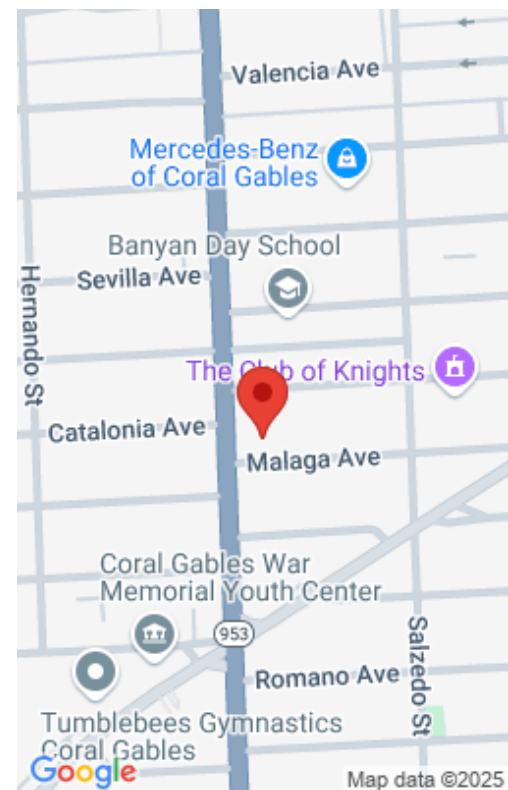 Valencia Ave
Mercedes-Benz
of Coral Gables
Banyan Day School
Sevilla Ave
Hernando St
The Club of Knights
Catalonia Ave
Malaga Ave
Coral Gables War
Memorial Youth Center
953
Salzedo St
Romano Ave
Tumblebees Gymnastics
Coral Gables
Google
Map data ©2025